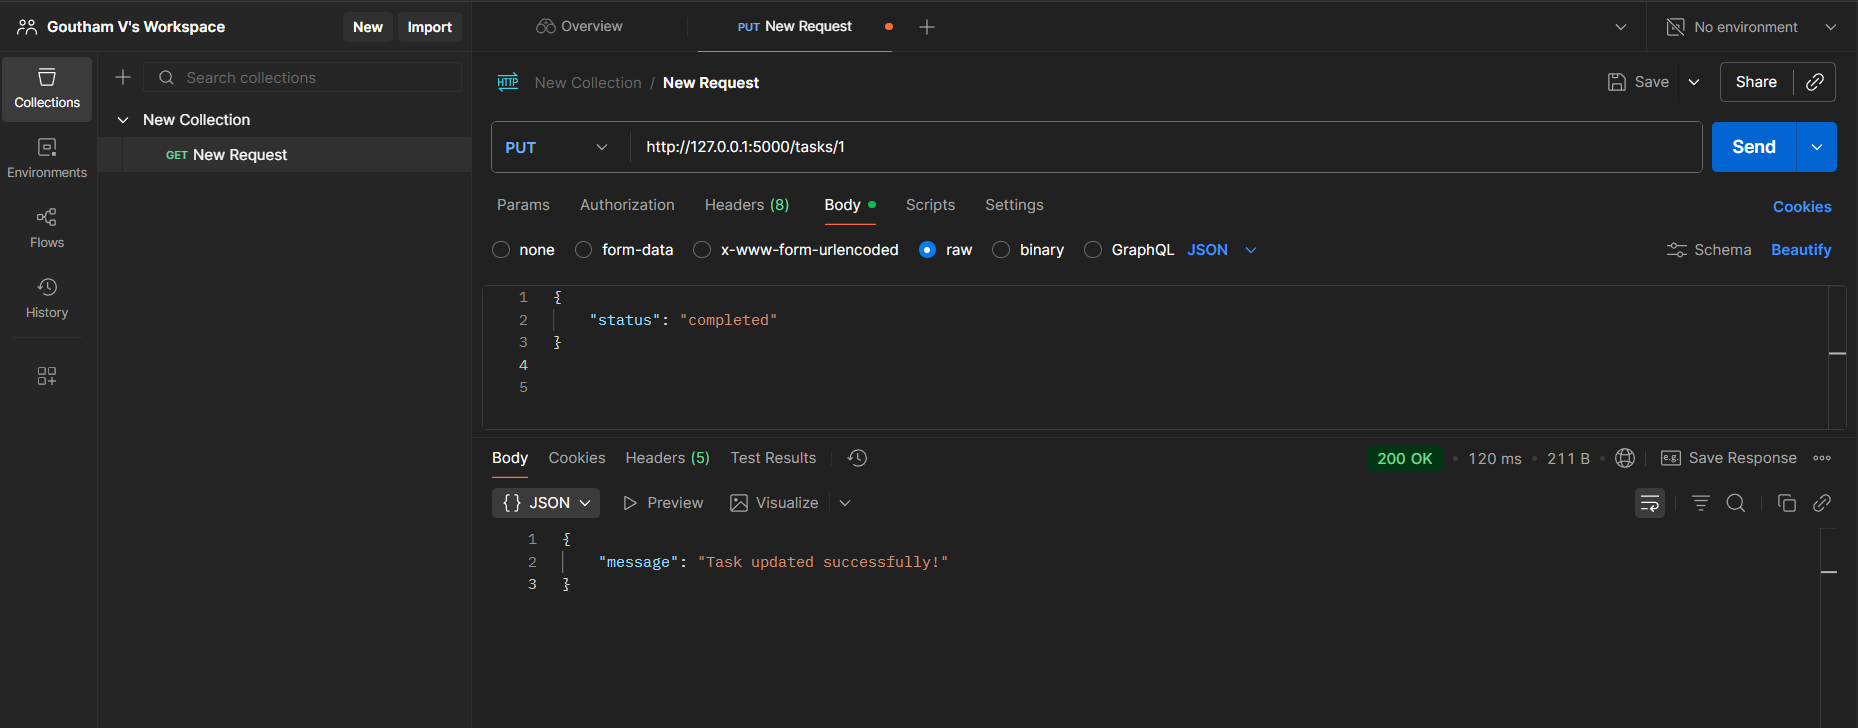 Goutham V's Workspace
New
Import
Overview
PUT New Request
No environment
Collections
Environments
Flows
History
Search collections
New Collection
GET New Request
HTTP New Collection / New Request
Save
Share
PUT
http://127.0.0.1:5000/tasks/1
Send
Params
Authorization
Headers (8)
Body
Scripts
Settings
Cookies
none
form-data
x-www-form-urlencoded
raw
binary
GraphQL
JSON
Schema
Beautify
1 {
2 "status": "completed"
3 }
4
5
Body
Cookies
Headers (5)
Test Results
200 OK
120 ms
211 B
e.g. Save Response
{} JSON
Preview
Visualize
1 {
2 "message": "Task updated successfully!"
3 }